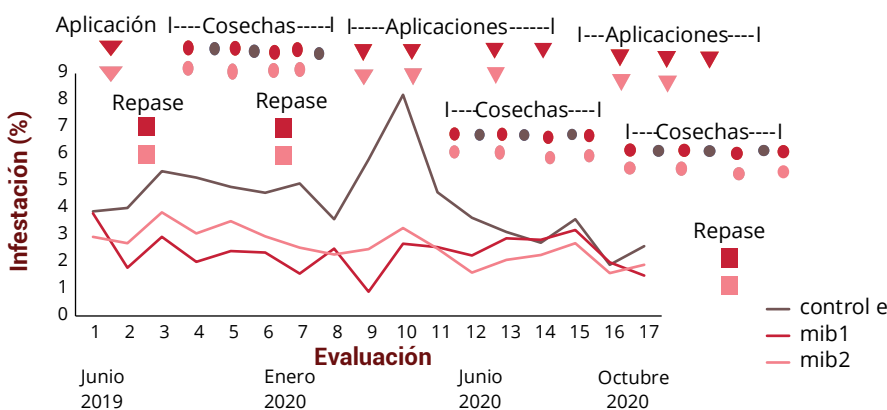 Aplicación I----Cosechas-----I I-----Aplicaciones------I
I---Aplicaciones----I
Repase Repase
I----Cosechas----I
I----Cosechas----I
Repase
Infestación (%)
9
8
7
6
5
4
3
2
1
0
1 2 3 4 5 6 7 8 9 10 11 12 13 14 15 16 17
Evaluación
Junio 2019
Enero 2020
Junio 2020
Octubre 2020
control e
mib1
mib2